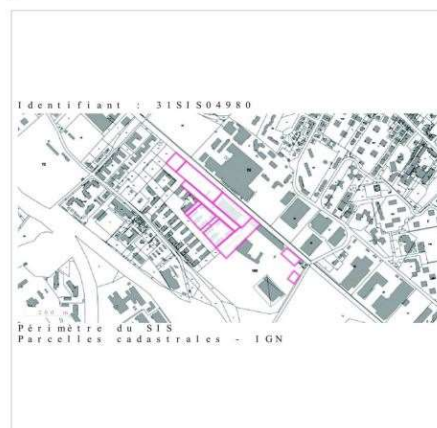 Identifiant : 31SIS04980
Périmètre du SIS
Parcelles cadastrales - IGN